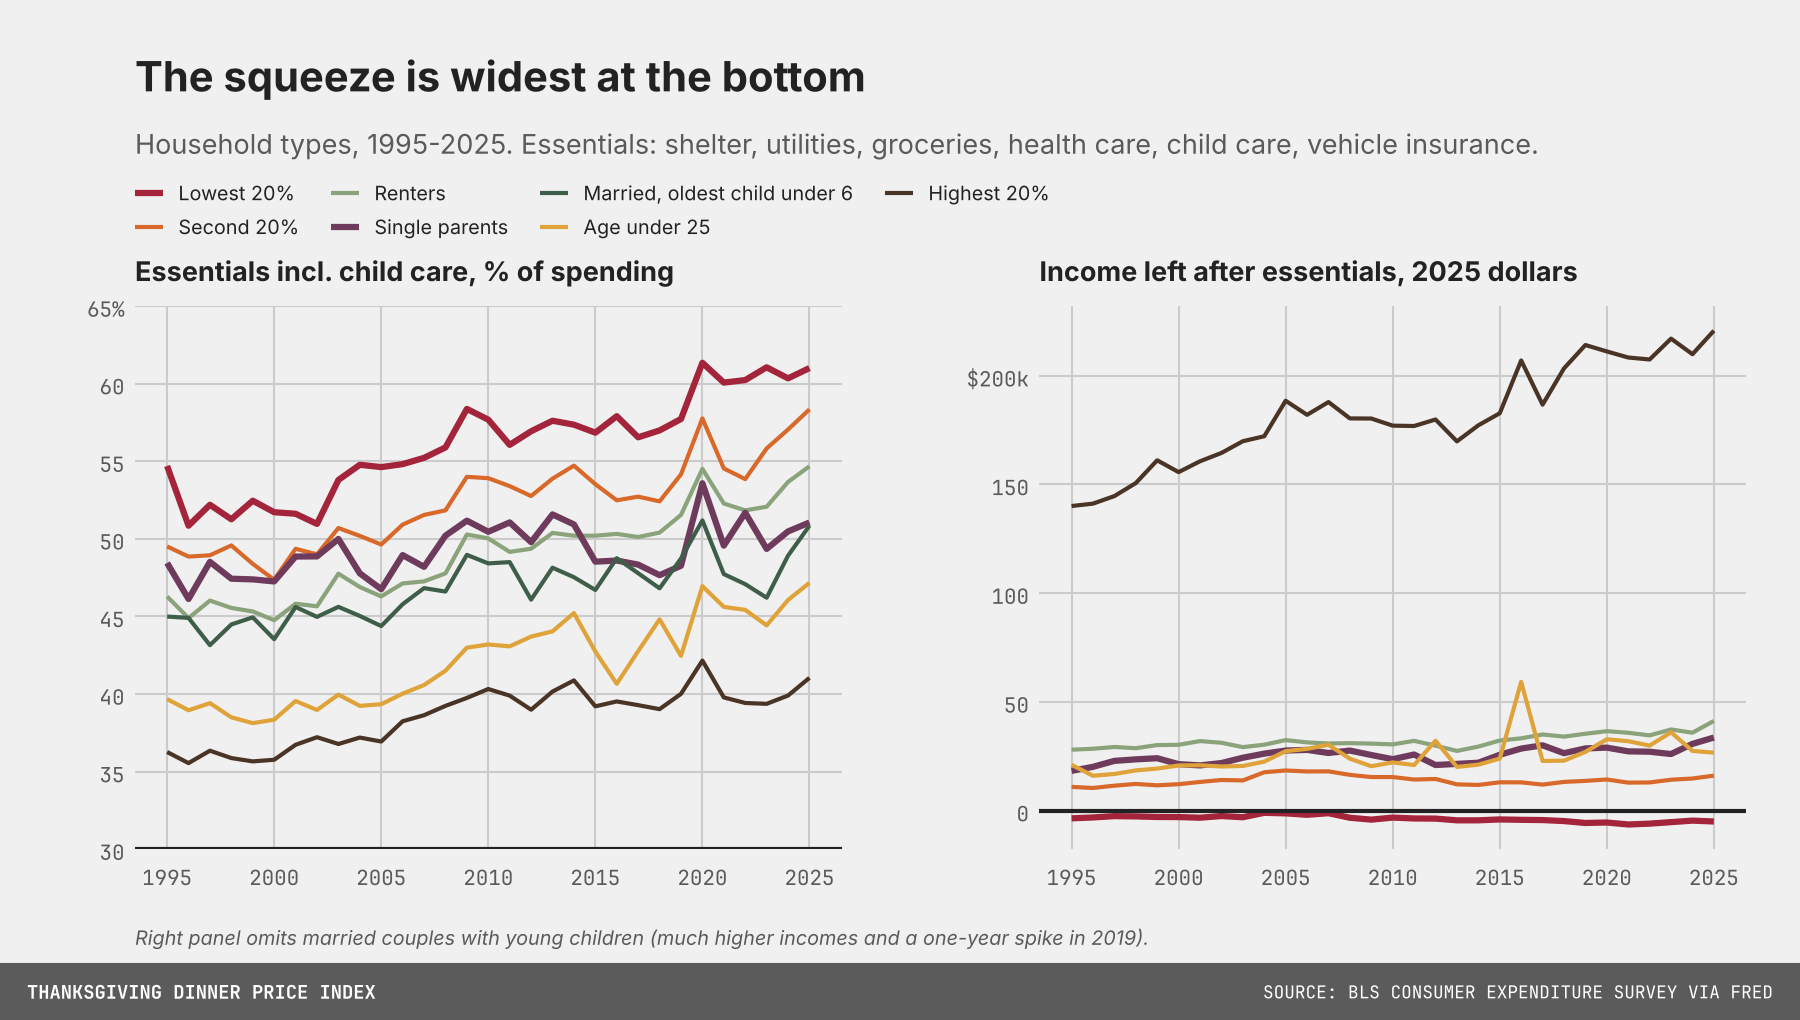 The squeeze is widest at the bottom
Household types, 1995-2025. Essentials: shelter, utilities, groceries, health care, child care, vehicle insurance.
Lowest 20% Renters Married, oldest child under 6 Highest 20%
Second 20% Single parents Age under 25
Essentials incl. child care, % of spending
65%
60
55
50
45
40
35
30
1995 2000 2005 2010 2015 2020 2025
Income left after essentials, 2025 dollars
$200k
150
100
50
0
1995 2000 2005 2010 2015 2020 2025
Right panel omits married couples with young children (much higher incomes and a one-year spike in 2019).
THANKSGIVING DINNER PRICE INDEX
SOURCE: BLS CONSUMER EXPENDITURE SURVEY VIA FRED